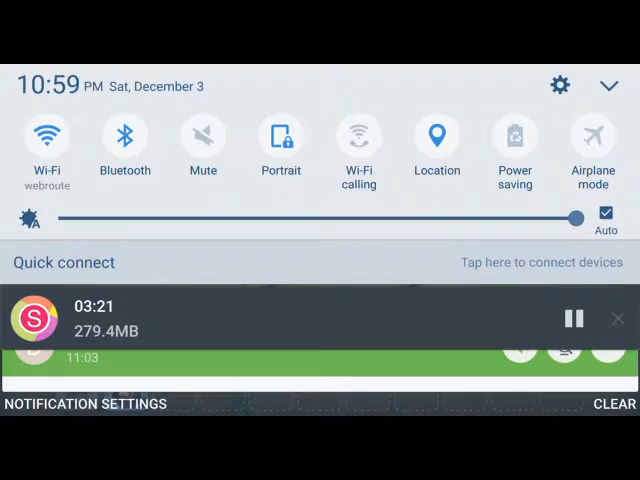 10:59 PM Sat, December 3
Wi-Fi
webroute
Bluetooth
Mute
Portrait
Wi-Fi
calling
Location
Power
saving
Airplane
mode
A
Auto
Quick connect
Tap here to connect devices
S
03:21
279.4MB
11:03
NOTIFICATION SETTINGS
CLEAR